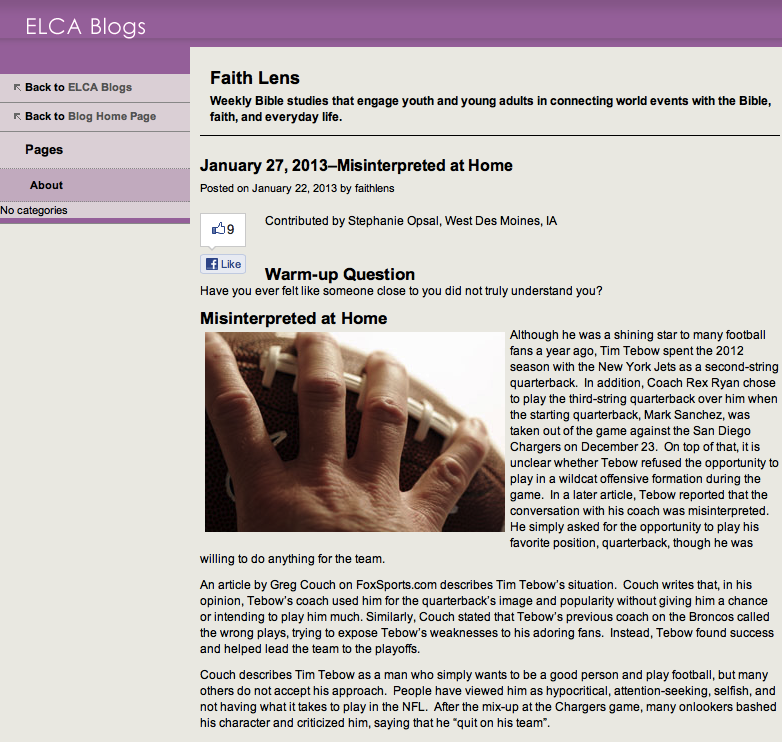 ELCA Blogs
Back to ELCA Blogs
Back to Blog Home Page
Pages
About
No categories
Faith Lens
Weekly Bible studies that engage youth and young adults in connecting world events with the Bible,
faith, and everyday life.
January 27, 2013–Misinterpreted at Home
Posted on January 22, 2013 by faithlens
9
Like
Contributed by Stephanie Opsal, West Des Moines, IA
Warm-up Question
Have you ever felt like someone close to you did not truly understand you?
Misinterpreted at Home
Although he was a shining star to many football
fans a year ago, Tim Tebow spent the 2012
season with the New York Jets as a second-string
quarterback.  In addition, Coach Rex Ryan chose
to play the third-string quarterback over him when
the starting quarterback, Mark Sanchez, was
taken out of the game against the San Diego
Chargers on December 23.  On top of that, it is
unclear whether Tebow refused the opportunity to
play in a wildcat offensive formation during the
game.  In a later article, Tebow reported that the
conversation with his coach was misinterpreted.
He simply asked for the opportunity to play his
favorite position, quarterback, though he was
willing to do anything for the team.
An article by Greg Couch on FoxSports.com describes Tim Tebow's situation.  Couch writes that, in his
opinion, Tebow's coach used him for the quarterback's image and popularity without giving him a chance
or intending to play him much. Similarly, Couch stated that Tebow's previous coach on the Broncos called
the wrong plays, trying to expose Tebow's weaknesses to his adoring fans.  Instead, Tebow found success
and helped lead the team to the playoffs.
Couch describes Tim Tebow as a man who simply wants to be a good person and play football, but many
others do not accept his approach.  People have viewed him as hypocritical, attention-seeking, selfish, and
not having what it takes to play in the NFL.  After the mix-up at the Chargers game, many onlookers bashed
his character and criticized him, saying that he "quit on his team".